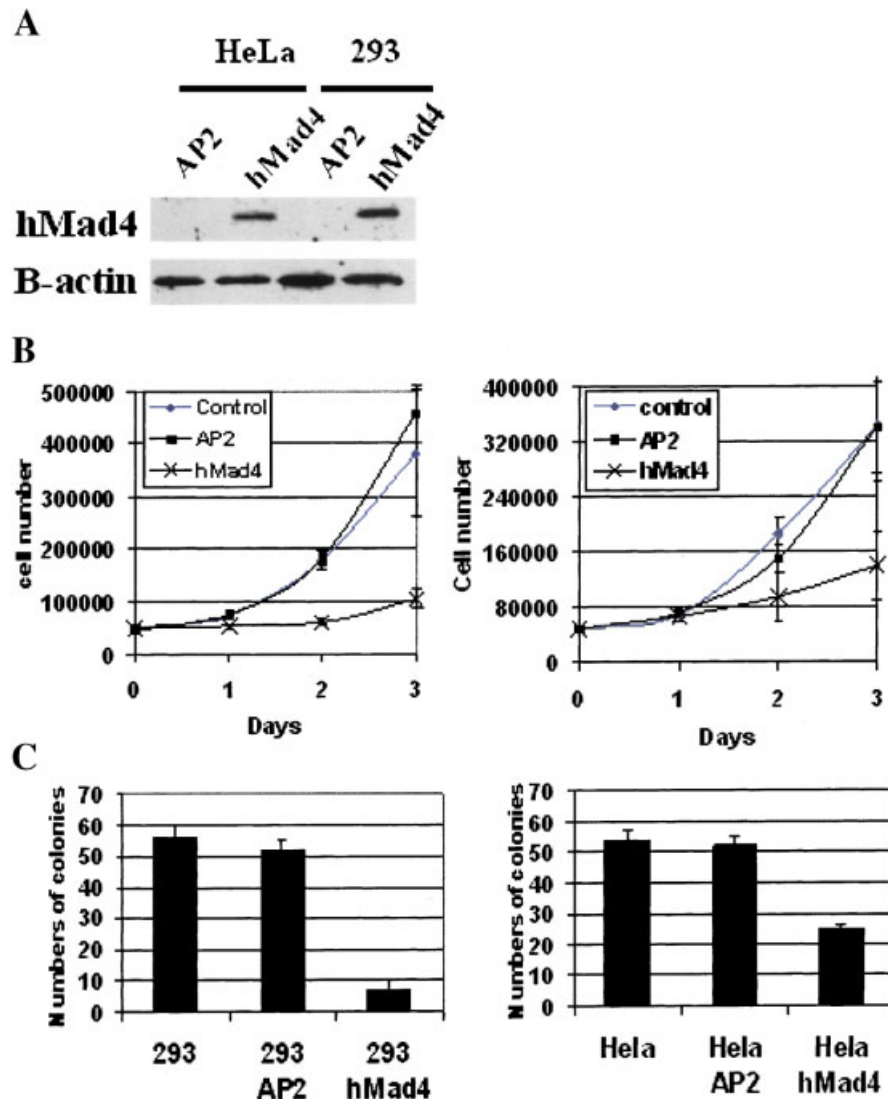 A
HeLa 293
AP2 hMad4 AP2 hMad4
hMad4
B-actin
B
500000
400000
300000
200000
100000
0
cell number
Control
AP2
hMad4
0 1 2 3
Days
400000
320000
240000
160000
80000
0
Cell number
control
AP2
hMad4
0 1 2 3
Days
C
70
60
50
40
30
20
10
0
Numbers of colonies
293 293 293
AP2 hMad4
70
60
50
40
30
20
10
0
Numbers of colonies
Hela Hela Hela
AP2 hMad4